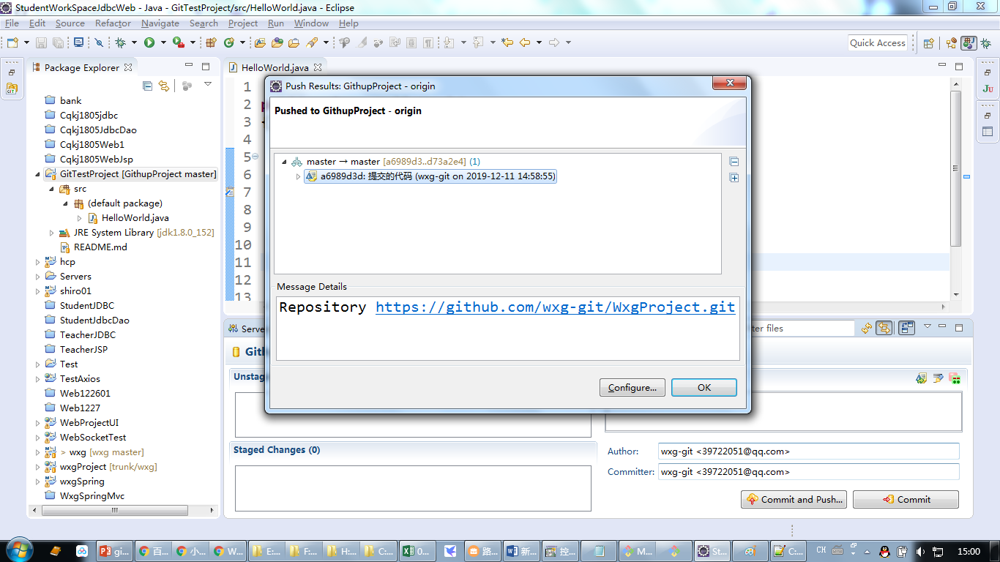 StudentWorkSpaceJdbcWeb - Java - GitTestProject/src/HelloWorld.java - Eclipse
File Edit Source Refactor Navigate Search Project Run Window Help
Quick Access
Package Explorer
bank
Cqkj1805jdbc
Cqkj1805JdbcDao
Cqkj1805Web1
Cqkj1805WebJsp
GitTestProject [GithupProject master]
src
(default package)
HelloWorld.java
JRE System Library [jdk1.8.0_152]
README.md
hcp
Servers
shiro01
StudentJDBC
StudentJdbcDao
TeacherJDBC
TeacherJSP
Test
TestAxios
Web122601
Web1227
WebProjectUI
WebSocketTest
> wxg [wxg master]
wxgProject [trunk/wxg]
wxgSpring
WxgSpringMvc
HelloWorld.java
1
2
3
4
5
6
7
8
9
10
11
12
13
Push Results: GithupProject - origin
Pushed to GithupProject - origin
master → master [a6989d3..d73a2e4] (1)
a6989d3d: 提交的代码 (wxg-git on 2019-12-11 14:58:55)
Message Details
Repository https://github.com/wxg-git/WxgProject.git
Configure...
OK
Serve
ter files
Gith
Unstag
Staged Changes (0)
Author: wxg-git <39722051@qq.com>
Committer: wxg-git <39722051@qq.com>
Commit and Push...
Commit
gi... 百... 小... W... E:... F:... H:... C:... 0... 路... 新... 控... M... St... C:...
CH
15:00